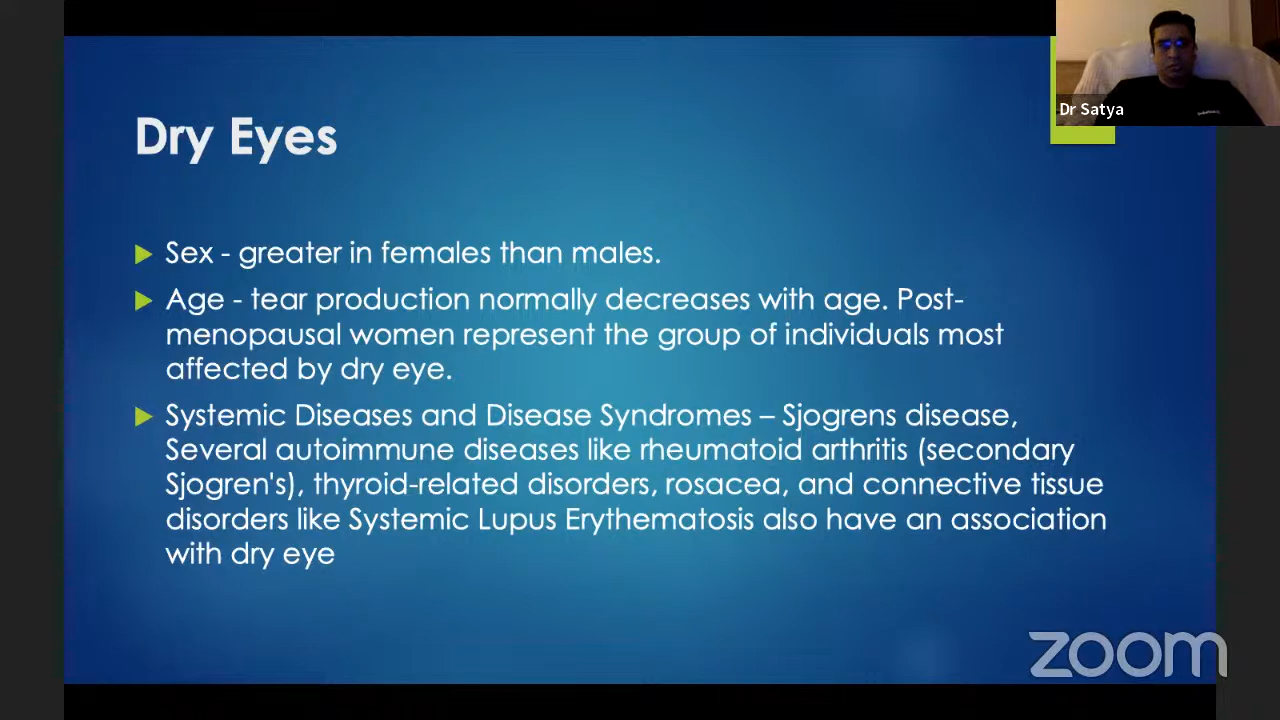 Dr Satya
Dry Eyes
Sex - greater in females than males.
Age - tear production normally decreases with age. Post-
menopausal women represent the group of individuals most
affected by dry eye.
Systemic Diseases and Disease Syndromes – Sjogrens disease,
Several autoimmune diseases like rheumatoid arthritis (secondary
Sjogren's), thyroid-related disorders, rosacea, and connective tissue
disorders like Systemic Lupus Erythematosis also have an association
with dry eye
zoom